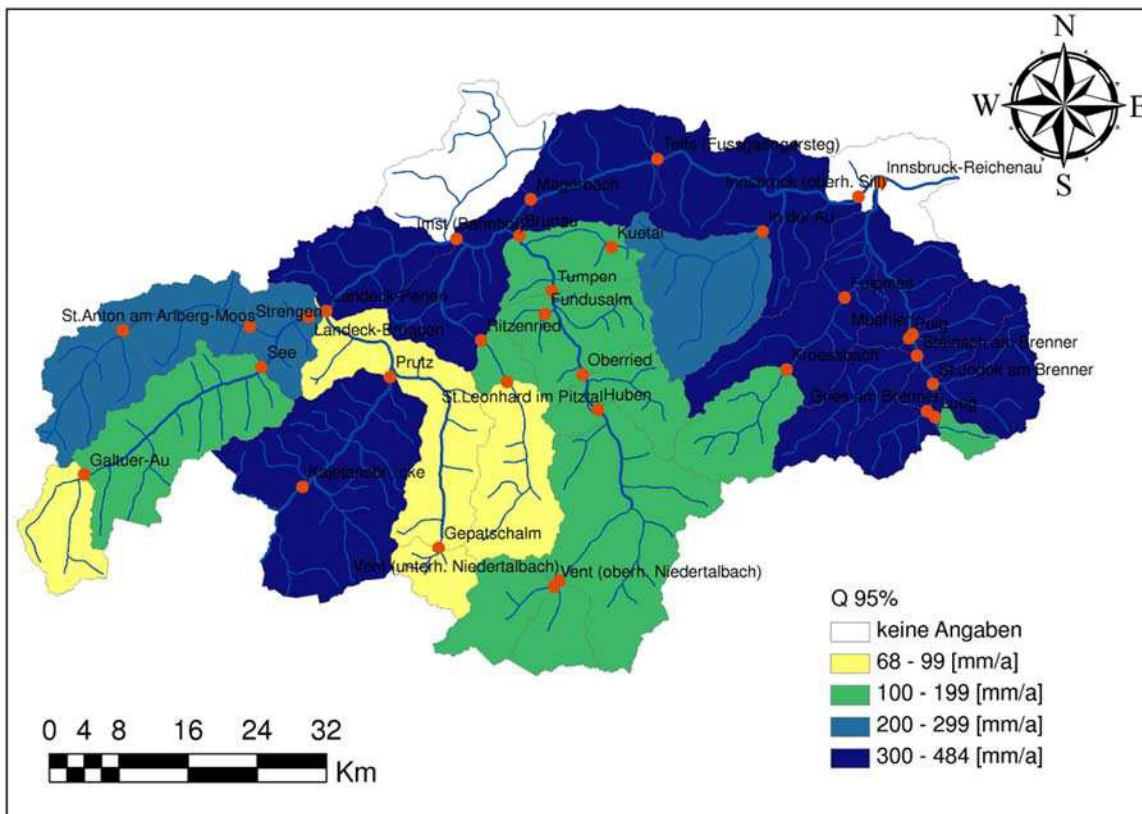 N
W
E
S
Telfs (Fussgaengersteg)
Innsbruck-Reichenau
Innsbruck (oberh. Sill)
Magerbach
Imst (Bahnhof)
Brunau
In der Au
Kuetai
Tumpen
Fundusalm
Landeck-Perjen
Strengen
St.Anton am Arlberg-Moos
Landeck-Bruggen
Ritzenried
Fulpmes
Puig
Steinach am Brenner
See
Prutz
Oberried
Kroessbach
St.Jodok am Brenner
St.Leonhard im Pitztal
Huben
Gries am Brenner
Lueg
Galtuer-Au
Gepatschalm
Vent (unterh. Niedertalbach)
Vent (oberh. Niedertalbach)
Q 95%
keine Angaben
68 - 99 [mm/a]
100 - 199 [mm/a]
200 - 299 [mm/a]
300 - 484 [mm/a]
0 4 8 16 24 32
Km